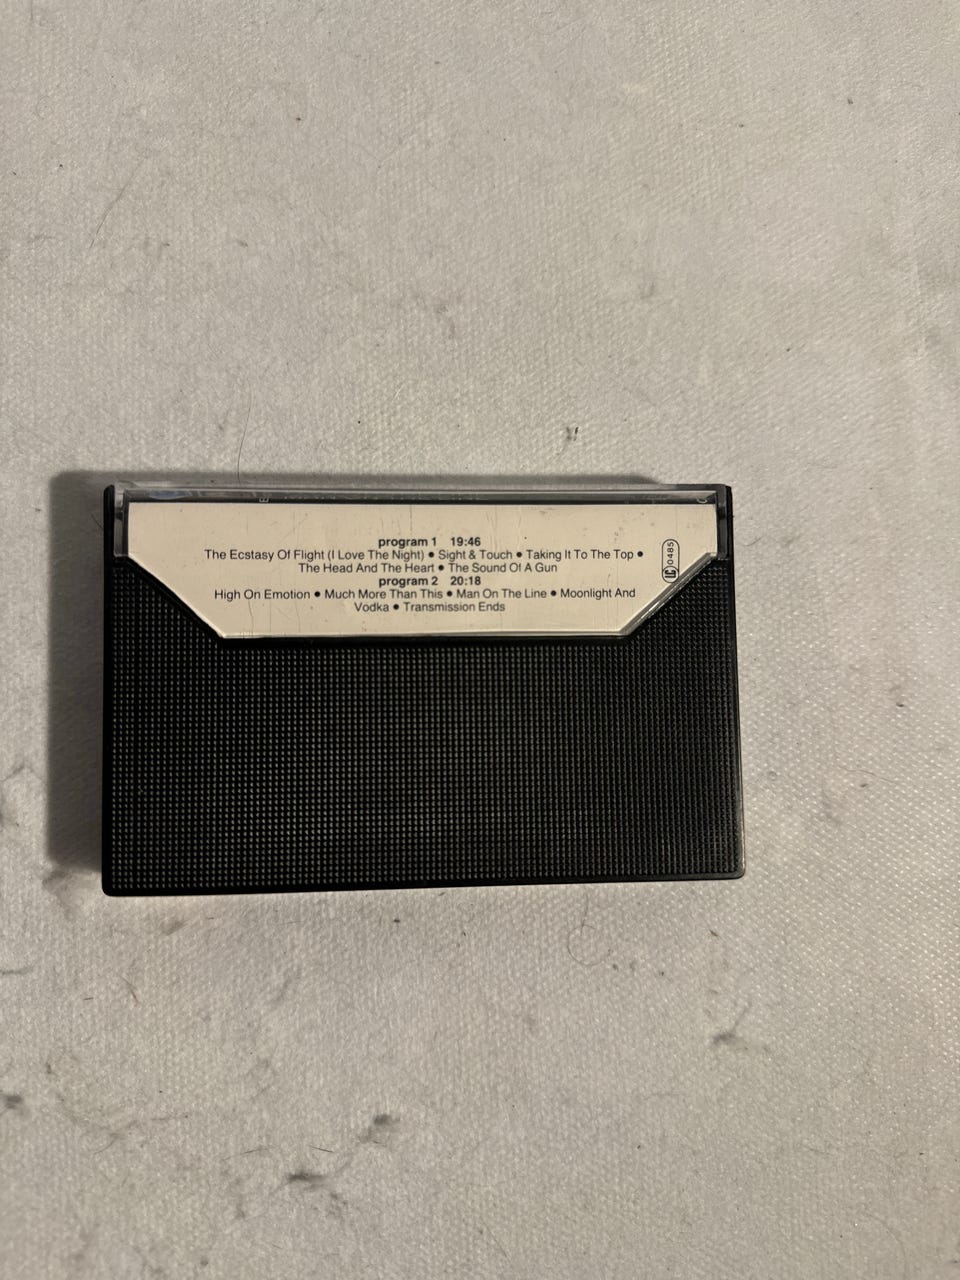 program 1 19:46
The Ecstasy Of Flight (I Love The Night) • Sight & Touch • Taking It To The Top •
The Head And The Heart • The Sound Of A Gun
program 2 20:18
High On Emotion • Much More Than This • Man On The Line • Moonlight And
Vodka • Transmission Ends
LC 0485